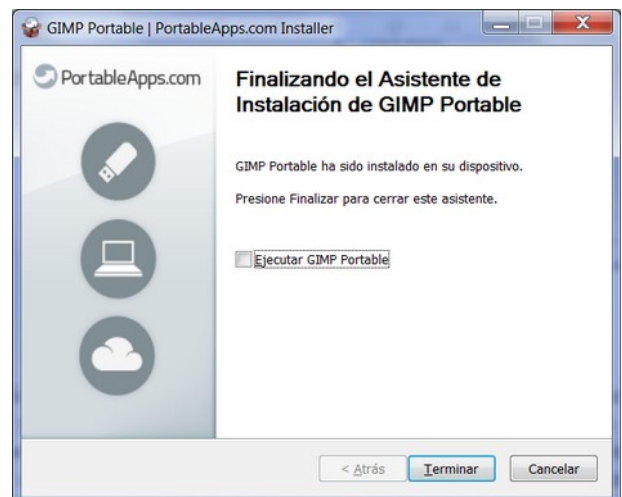 GIMP Portable | PortableApps.com Installer
PortableApps.com
Finalizando el Asistente de
Instalación de GIMP Portable
GIMP Portable ha sido instalado en su dispositivo.
Presione Finalizar para cerrar este asistente.
Ejecutar GIMP Portable
< Atrás
Terminar
Cancelar